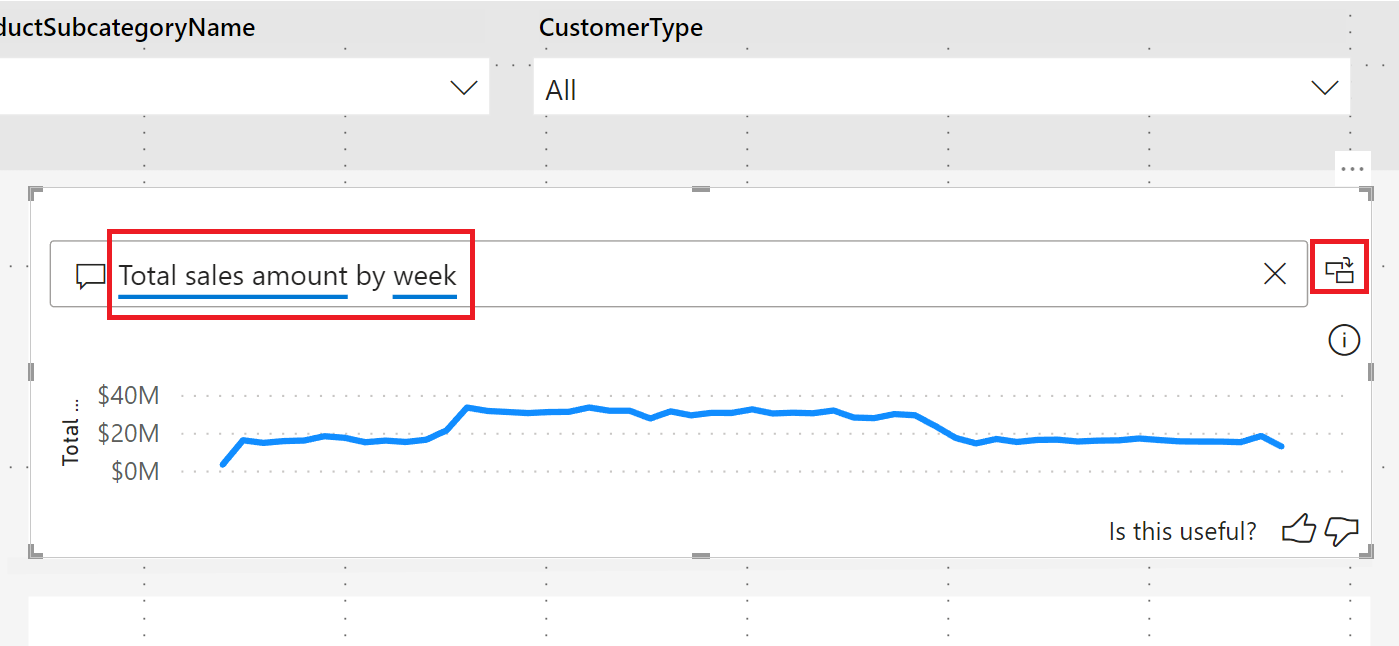 ductSubcategoryName
CustomerType
All
Total sales amount by week
Total ...
$40M
$20M
$0M
Is this useful?